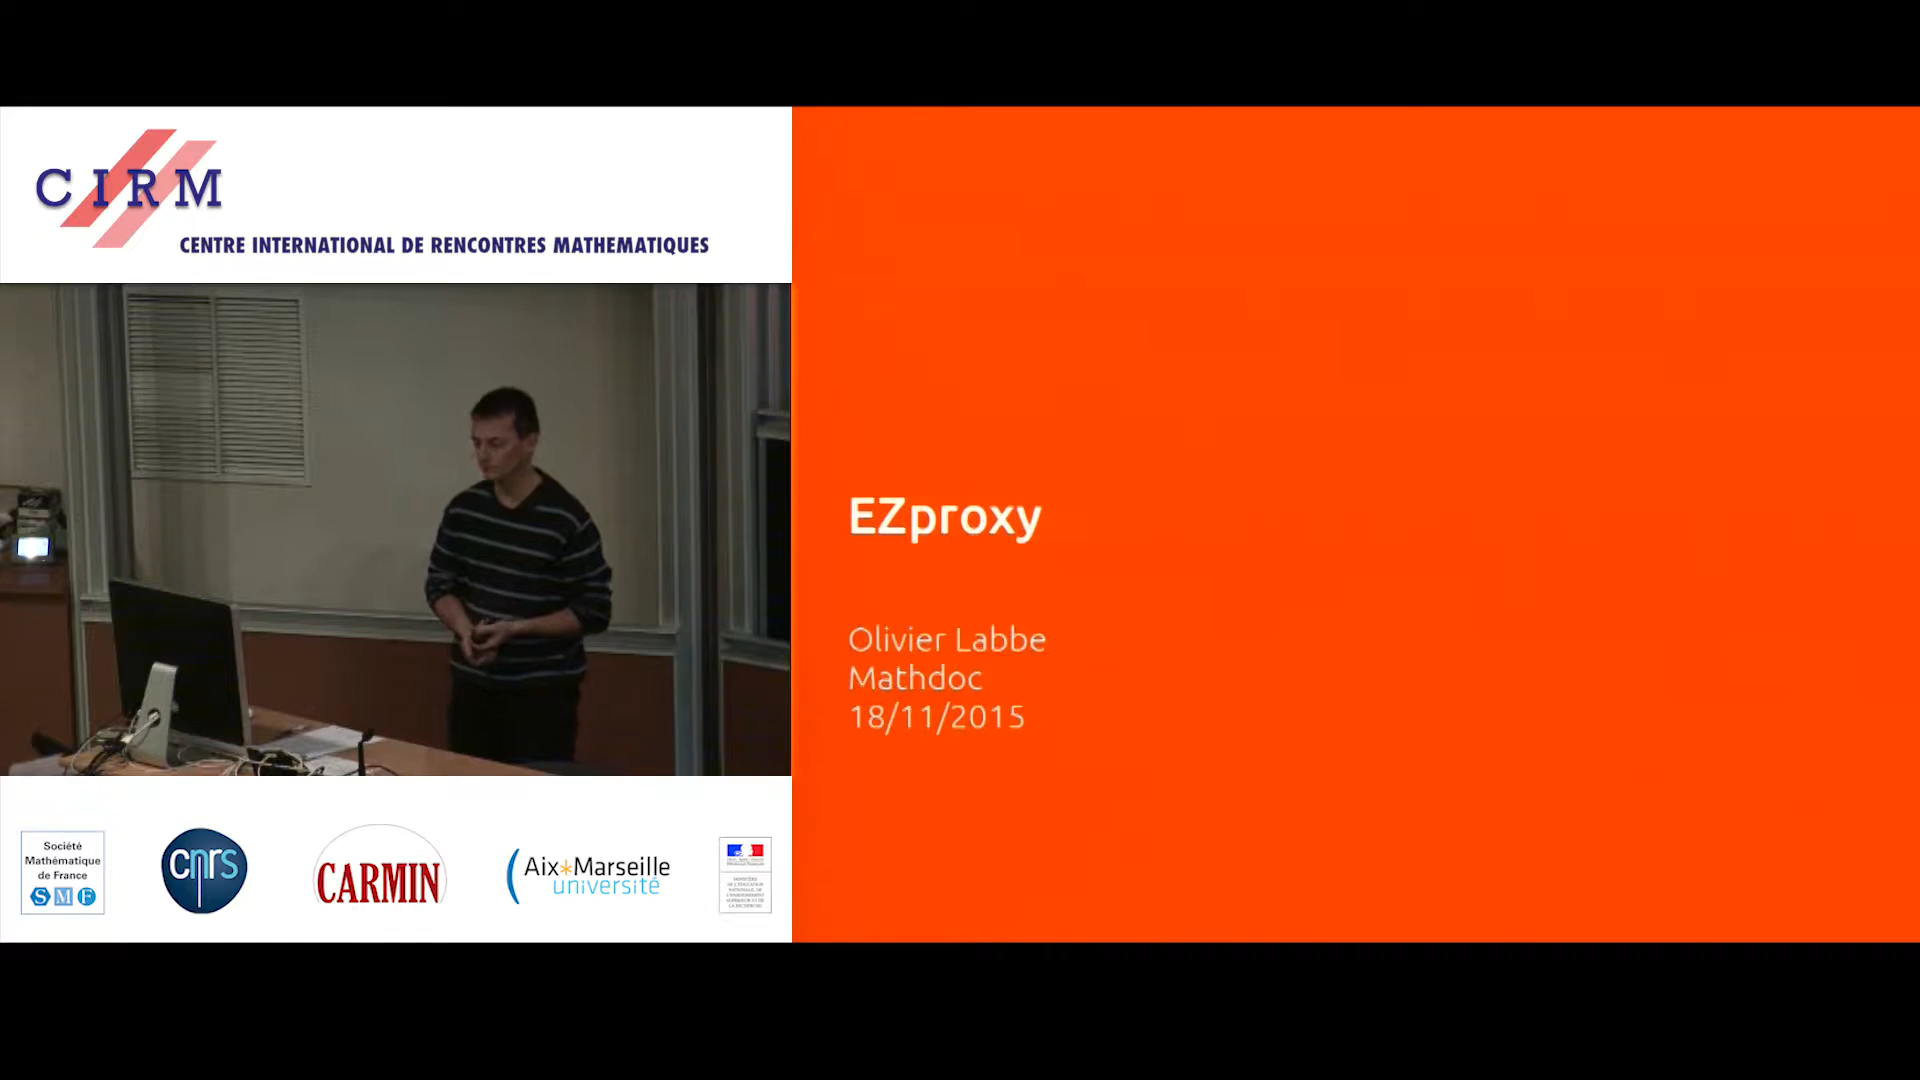 CIRM
CENTRE INTERNATIONAL DE RENCONTRES MATHEMATIQUES
EZproxy
Olivier Labbe
Mathdoc
18/11/2015
Société
Mathématique
de France
SMF
cnrs
CARMIN
Aix*Marseille
université